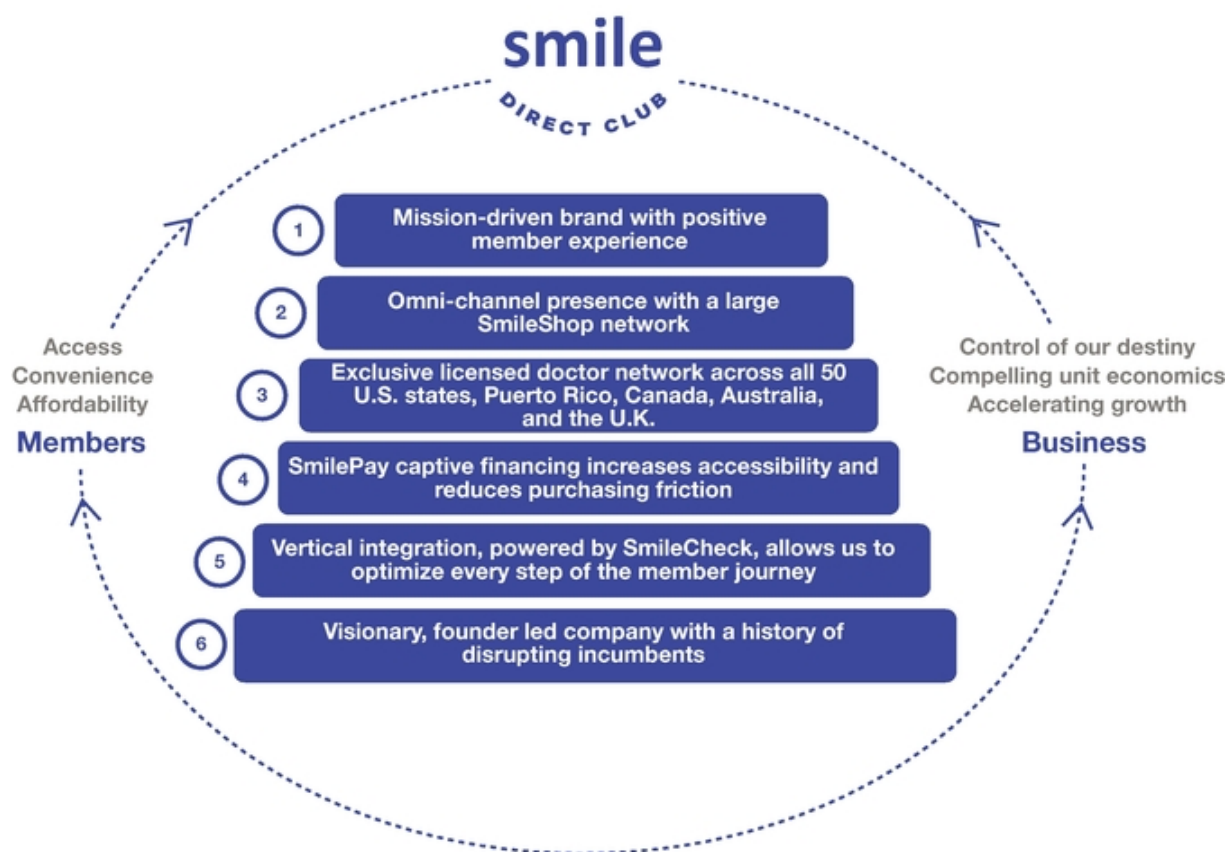 smile
DIRECT CLUB
1
Mission-driven brand with positive
member experience
2
Omni-channel presence with a large
SmileShop network
3
Exclusive licensed doctor network across all 50
U.S. states, Puerto Rico, Canada, Australia,
and the U.K.
4
SmilePay captive financing increases accessibility and
reduces purchasing friction
5
Vertical integration, powered by SmileCheck, allows us to
optimize every step of the member journey
6
Visionary, founder led company with a history of
disrupting incumbents
Access
Convenience
Affordability
Members
Control of our destiny
Compelling unit economics
Accelerating growth
Business